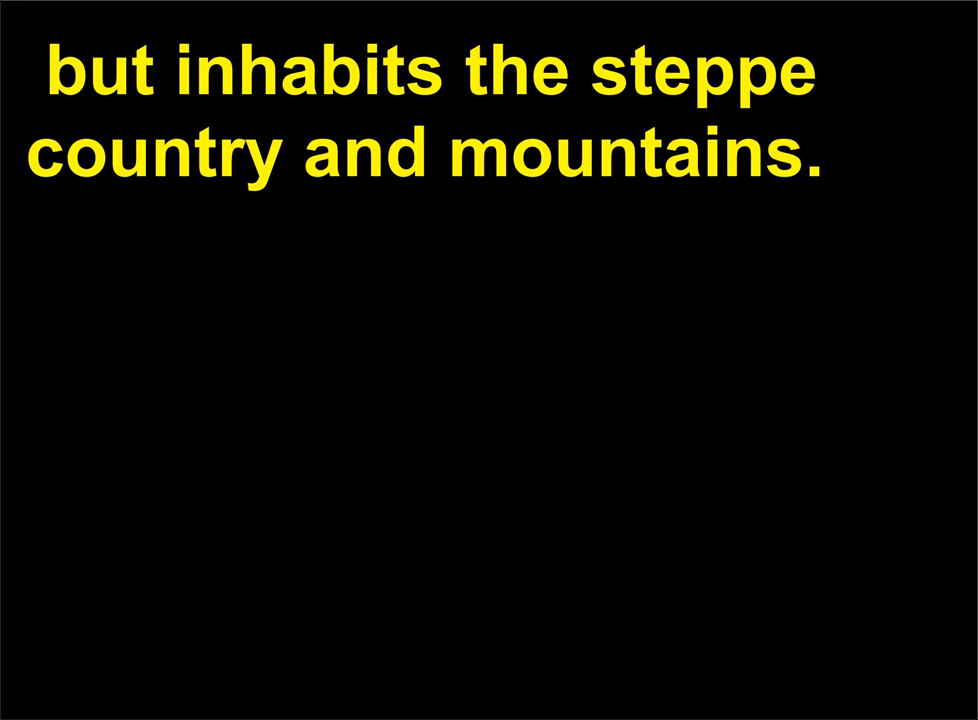 but inhabits the steppe
country and mountains.